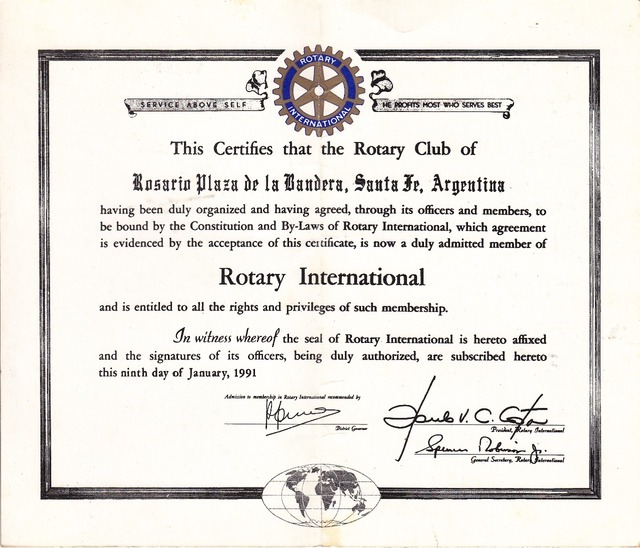 ROTARY
INTERNATIONAL
SERVICE ABOVE SELF
HE PROFITS MOST WHO SERVES BEST
This Certifies that the Rotary Club of
Rosario Plaza de la Bandera, Santa Fe, Argentina
having been duly organized and having agreed, through its officers and members, to
be bound by the Constitution and By-Laws of Rotary International, which agreement
is evidenced by the acceptance of this certificate, is now a duly admitted member of
Rotary International
and is entitled to all the rights and privileges of such membership.
In witness whereof the seal of Rotary International is hereto affixed
and the signatures of its officers, being duly authorized, are subscribed hereto
this ninth day of January, 1991
Admission to membership in Rotary International recommended by
District Governor
Paulo V. C. Costa
President, Rotary International
Spencer Robinson Jr.
General Secretary, Rotary International